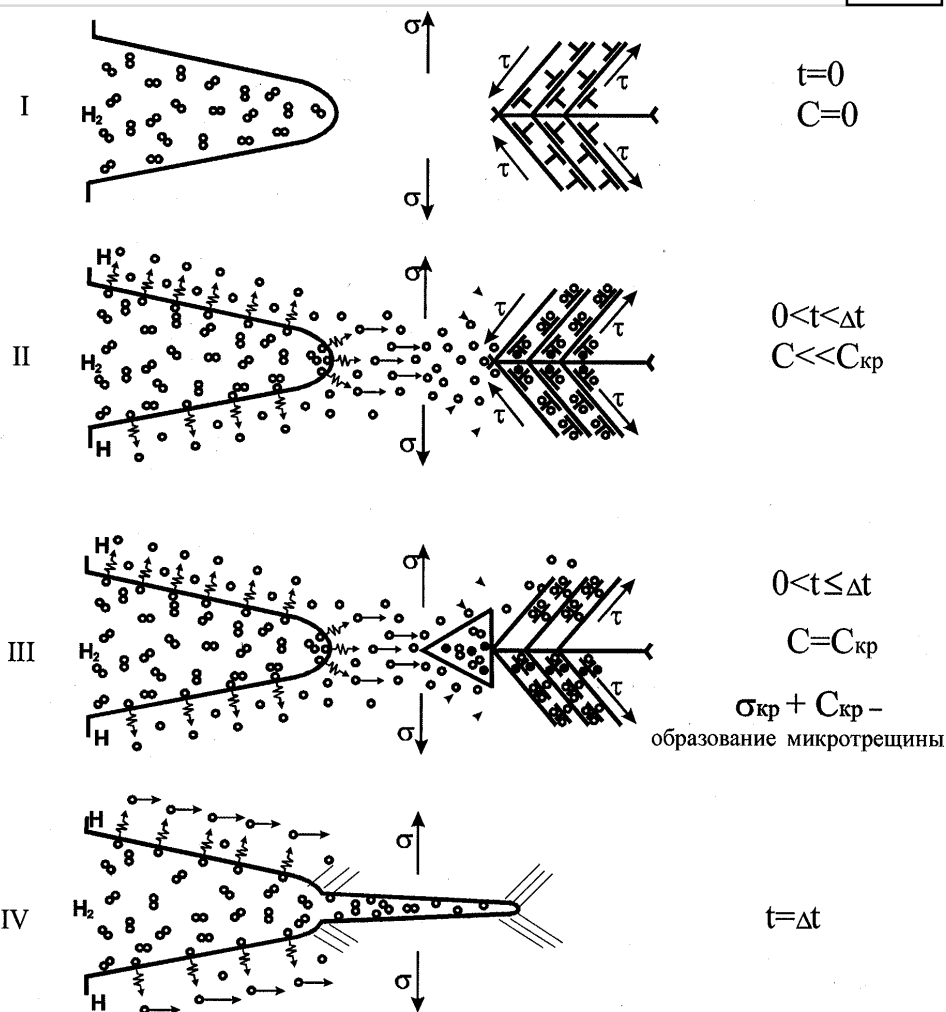 σ
I
H₂
τ
τ
t=0
C=0
τ
τ
σ
H
σ
II
H₂
τ
τ
0<t<Δt
C<<Cкр
τ
τ
H
σ
H
σ
III
H₂
τ
0<t≤Δt
C=Cкр
τ
H
σ
σкр + Cкр –
образование микротрещины
H
σ
IV
H₂
t=Δt
σ
H